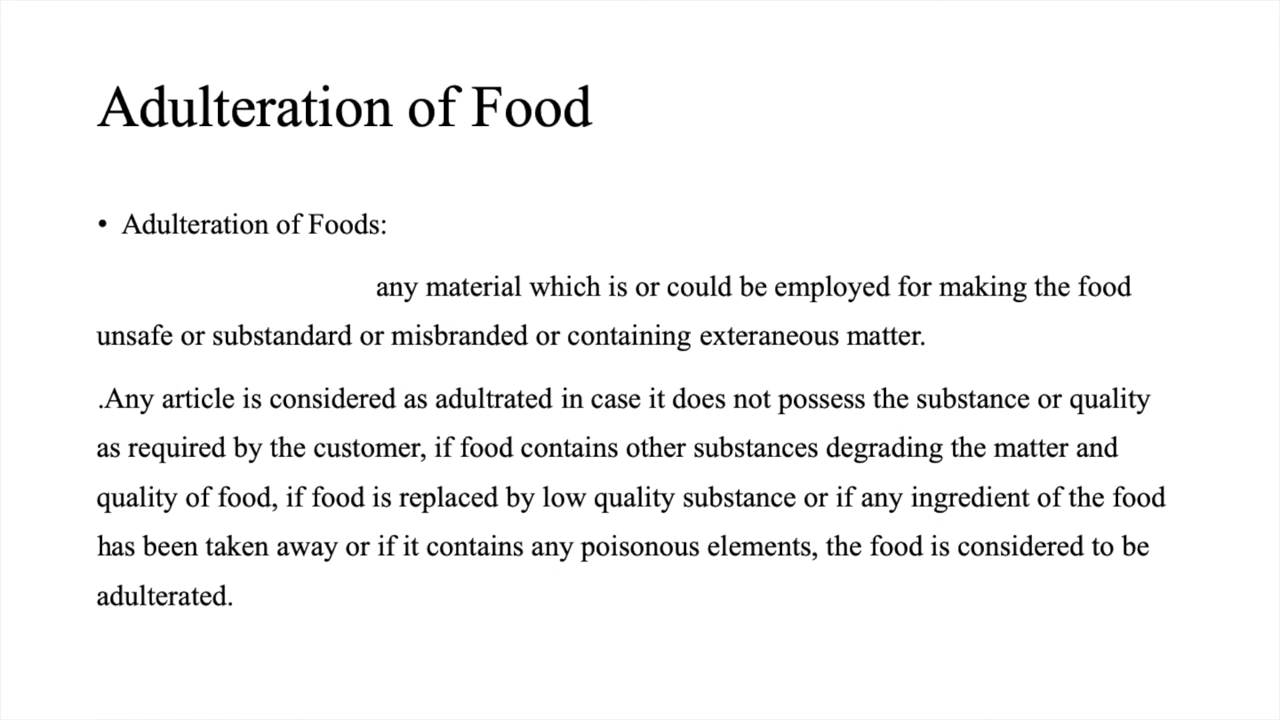 Adulteration of Food
• Adulteration of Foods:
any material which is or could be employed for making the food
unsafe or substandard or misbranded or containing exteraneous matter.
.Any article is considered as adultrated in case it does not possess the substance or quality
as required by the customer, if food contains other substances degrading the matter and
quality of food, if food is replaced by low quality substance or if any ingredient of the food
has been taken away or if it contains any poisonous elements, the food is considered to be
adulterated.